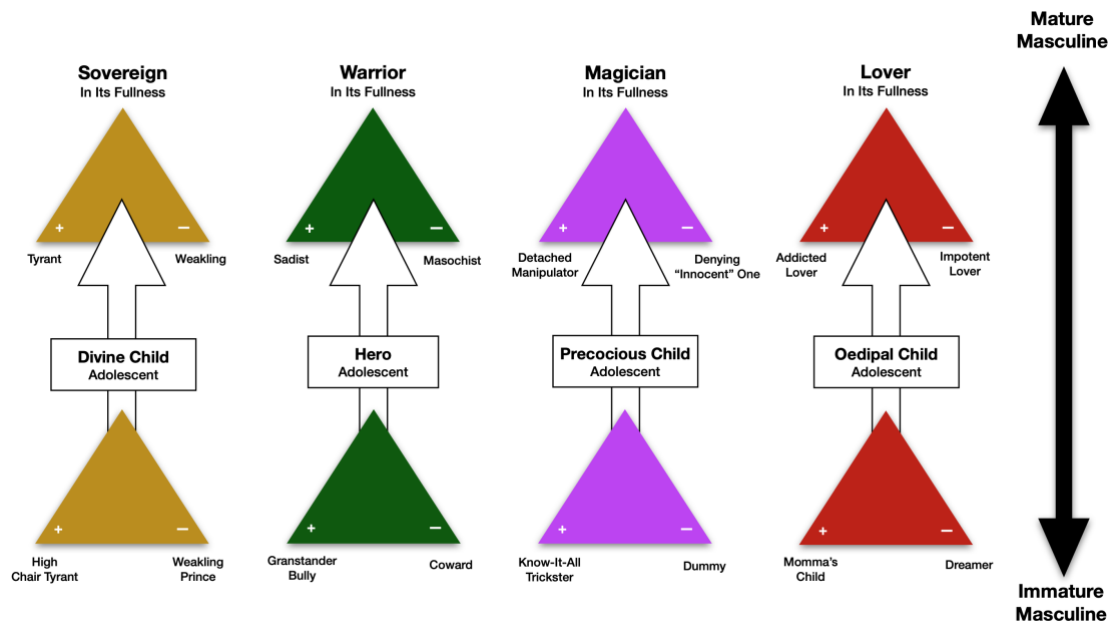 Mature
Masculine
Sovereign
In Its Fullness
Warrior
In Its Fullness
Magician
In Its Fullness
Lover
In Its Fullness
+ −
+ −
+ −
+ −
Tyrant
Weakling
Sadist
Masochist
Detached
Manipulator
Denying
“Innocent” One
Addicted
Lover
Impotent
Lover
Divine Child
Adolescent
Hero
Adolescent
Precocious Child
Adolescent
Oedipal Child
Adolescent
+ −
+ −
+ −
+ −
High
Chair Tyrant
Weakling
Prince
Granstander
Bully
Coward
Know-It-All
Trickster
Dummy
Momma’s
Child
Dreamer
Immature
Masculine